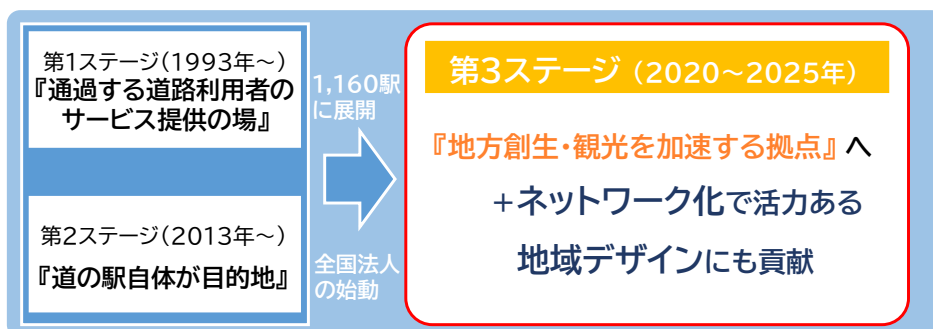 第1ステージ(1993年～)
『通過する道路利用者の
サービス提供の場』
第2ステージ(2013年～)
『道の駅自体が目的地』
1,160駅
に展開
全国法人
の始動
第3ステージ（2020～2025年）
『地方創生・観光を加速する拠点』へ
+ネットワーク化で活力ある
地域デザインにも貢献